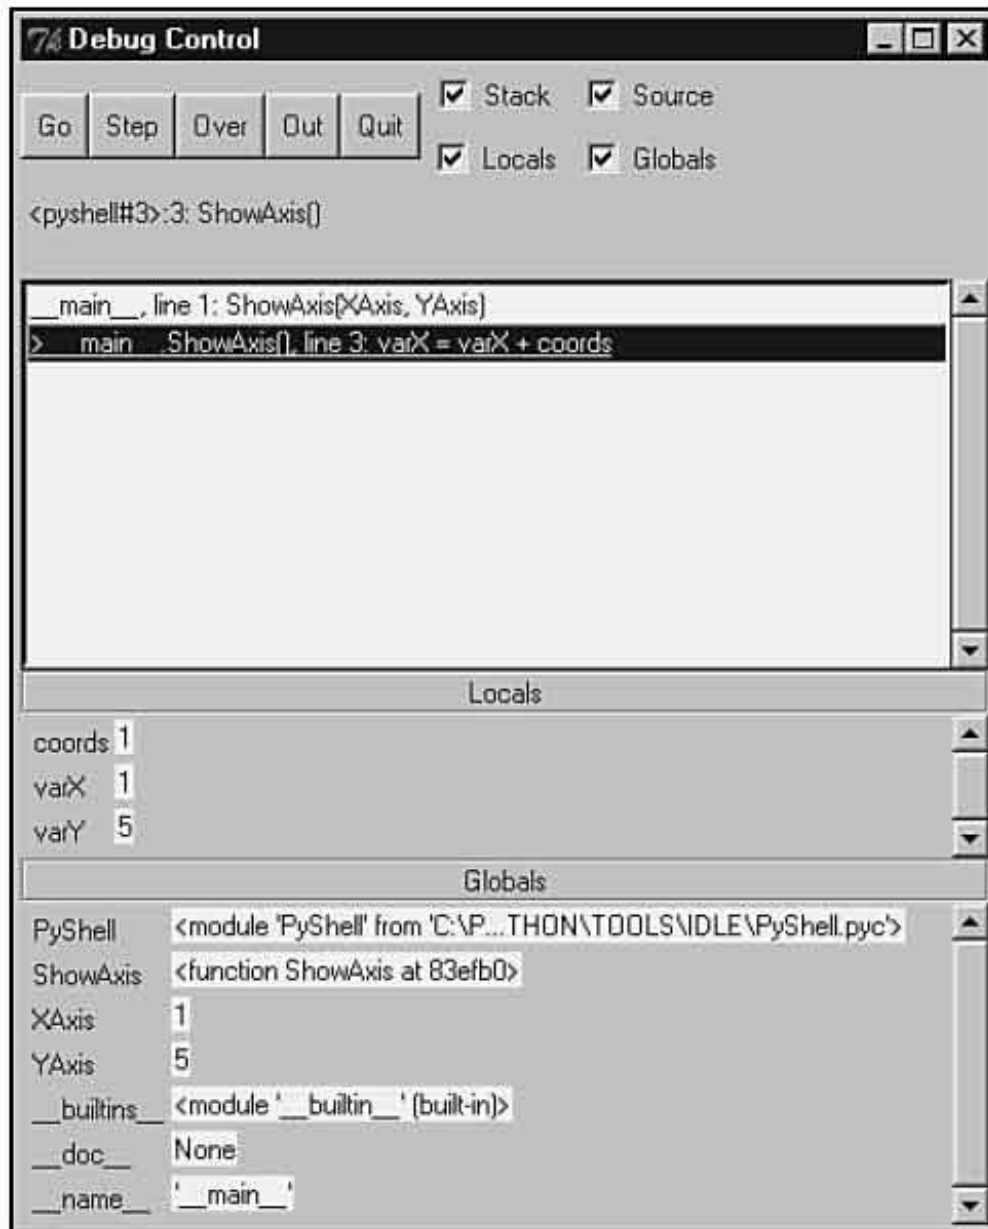 Debug Control
Go Step Over Out Quit
Stack Source
Locals Globals
<pyshell#3>:3: ShowAxis()
__main__, line 1: ShowAxis(XAxis, YAxis)
> __main__.ShowAxis(), line 3: varX = varX + coords
Locals
coords 1
varX 1
varY 5
Globals
PyShell <module 'PyShell' from 'C:\P...THON\TOOLS\IDLE\PyShell.pyc'>
ShowAxis <function ShowAxis at 83efb0>
XAxis 1
YAxis 5
__builtins__ <module '__builtin__' (built-in)>
__doc__ None
__name__ '__main__'